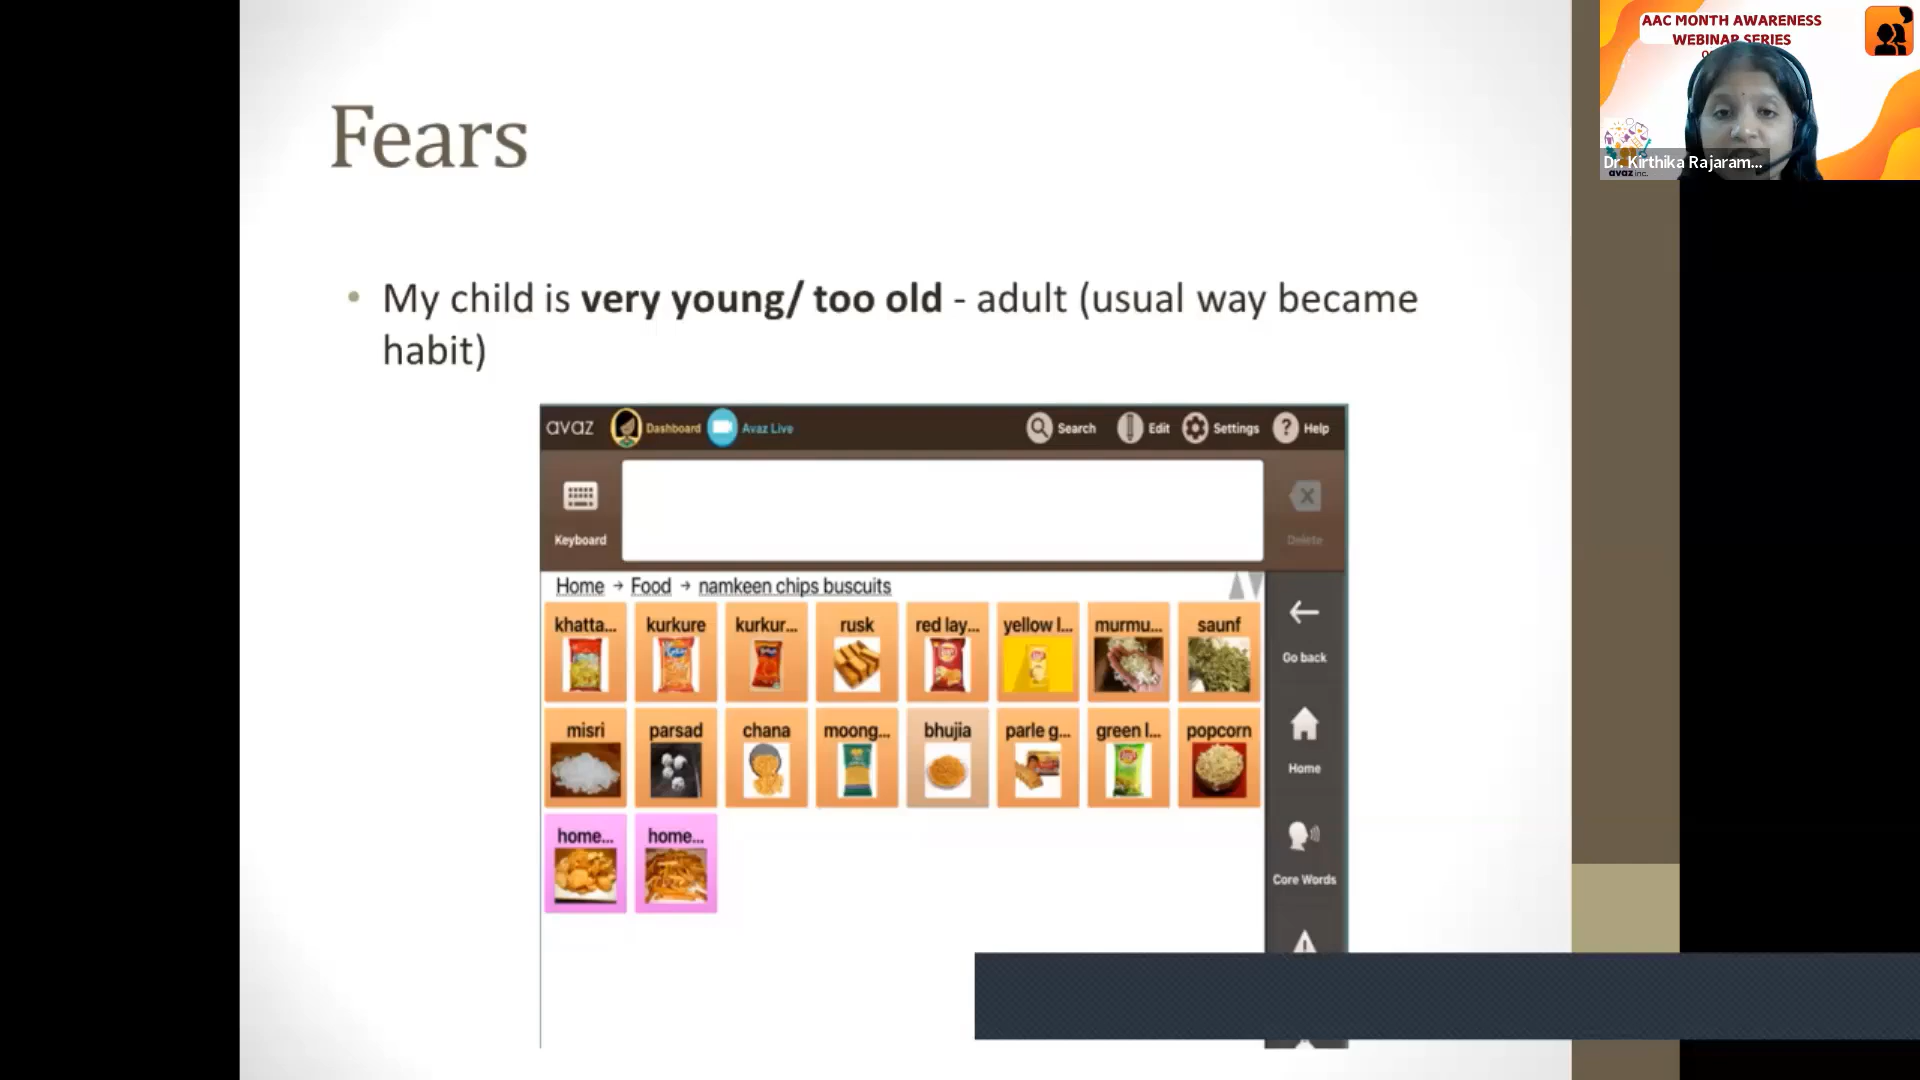 AAC MONTH AWARENESS
WEBINAR SERIES
Dr. Kirthika Rajaram...
avaz inc.
Fears
• My child is very young/ too old - adult (usual way became
habit)
avaz Dashboard Avaz Live Search Edit Settings ? Help
Keyboard
Delete
Home → Food → namkeen chips buscuits
khatta... kurkure kurkur... rusk red lay... yellow l... murmu... saunf
Go back
misri parsad chana moong... bhujia parle g... green l... popcorn
Home
home... home...
Core Words